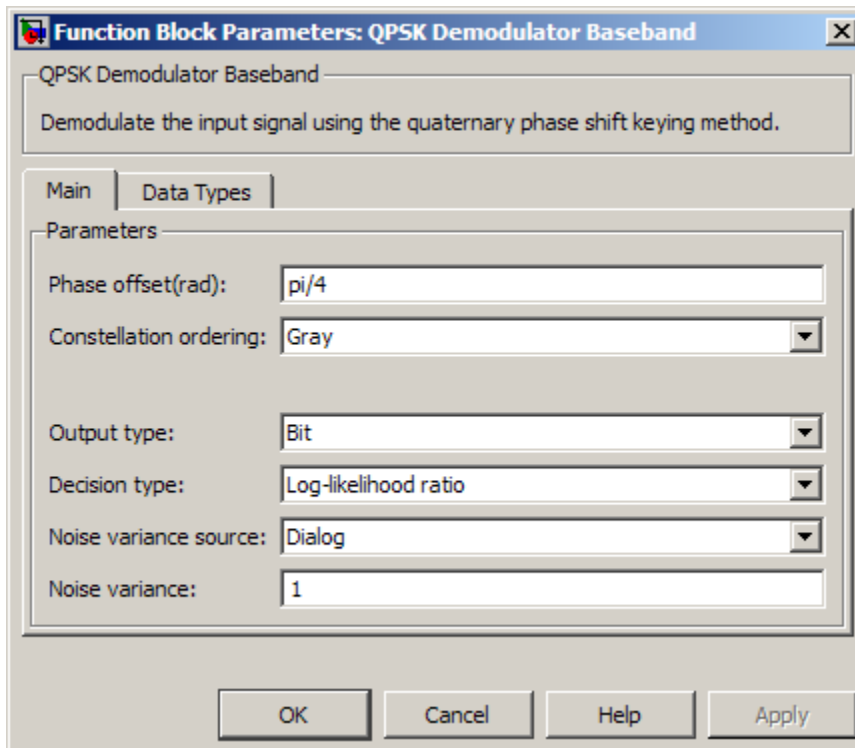 Function Block Parameters: QPSK Demodulator Baseband
QPSK Demodulator Baseband
Demodulate the input signal using the quaternary phase shift keying method.
Main Data Types
Parameters
Phase offset(rad): pi/4
Constellation ordering: Gray
Output type: Bit
Decision type: Log-likelihood ratio
Noise variance source: Dialog
Noise variance: 1
OK Cancel Help Apply